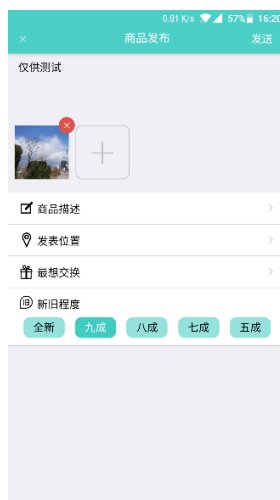 0.01 K/s 57% 16:20
× 商品发布 发送
仅供测试
商品描述
发表位置
最想交换
新旧程度
全新 九成 八成 七成 五成